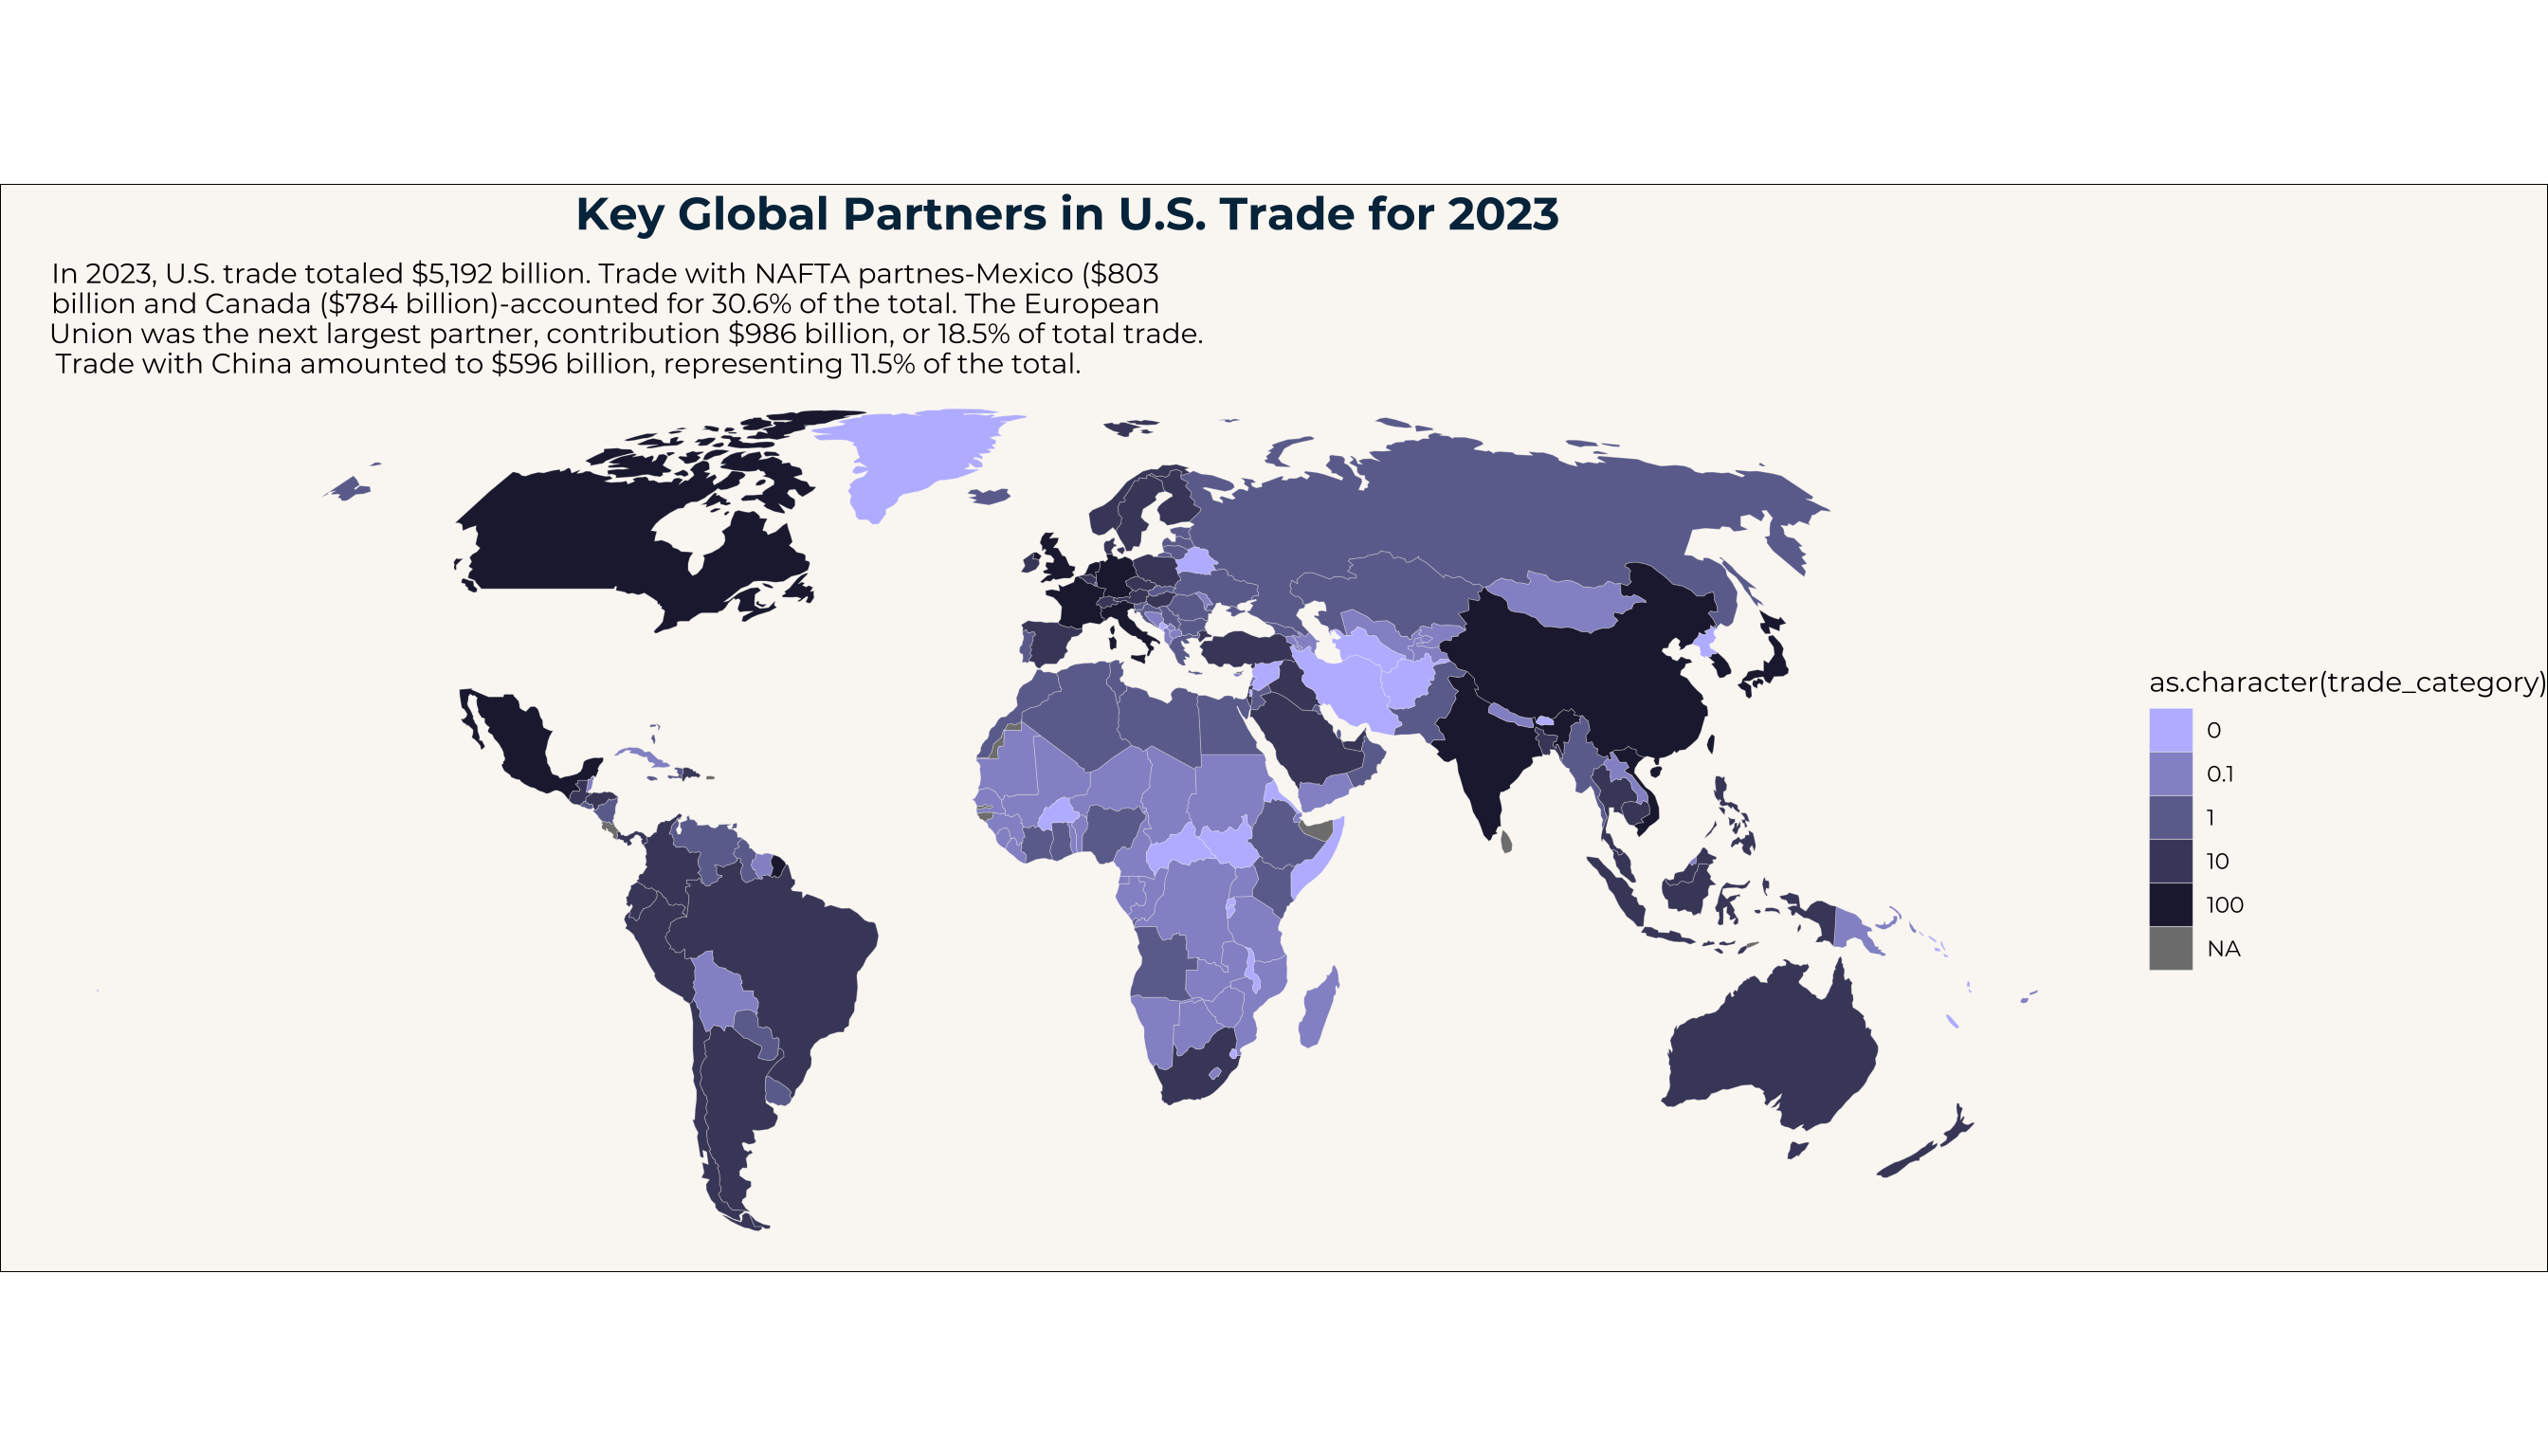 Key Global Partners in U.S. Trade for 2023
In 2023, U.S. trade totaled $5,192 billion. Trade with NAFTA partnes-Mexico ($803
billion and Canada ($784 billion)-accounted for 30.6% of the total. The European
Union was the next largest partner, contribution $986 billion, or 18.5% of total trade.
Trade with China amounted to $596 billion, representing 11.5% of the total.
as.character(trade_category)
0
0.1
1
10
100
NA